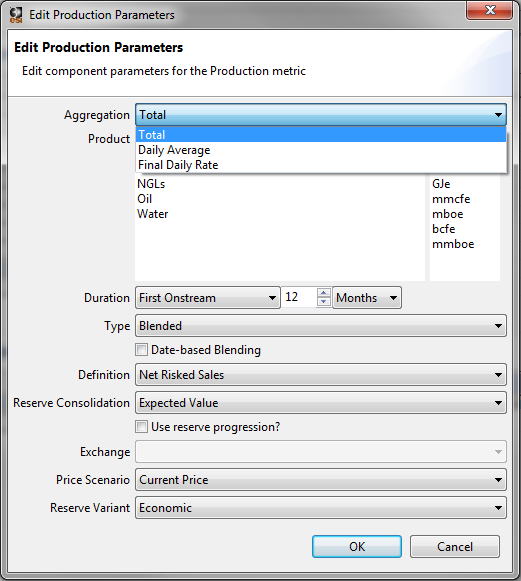 Edit Production Parameters
Edit Production Parameters
Edit component parameters for the Production metric
Aggregation Total
Total
Product
Daily Average
Final Daily Rate
NGLs GJe
Oil mmcfe
Water mboe
bcfe
mmboe
Duration First Onstream 12 Months
Type Blended
Date-based Blending
Definition Net Risked Sales
Reserve Consolidation Expected Value
Use reserve progression?
Exchange
Price Scenario Current Price
Reserve Variant Economic
OK Cancel